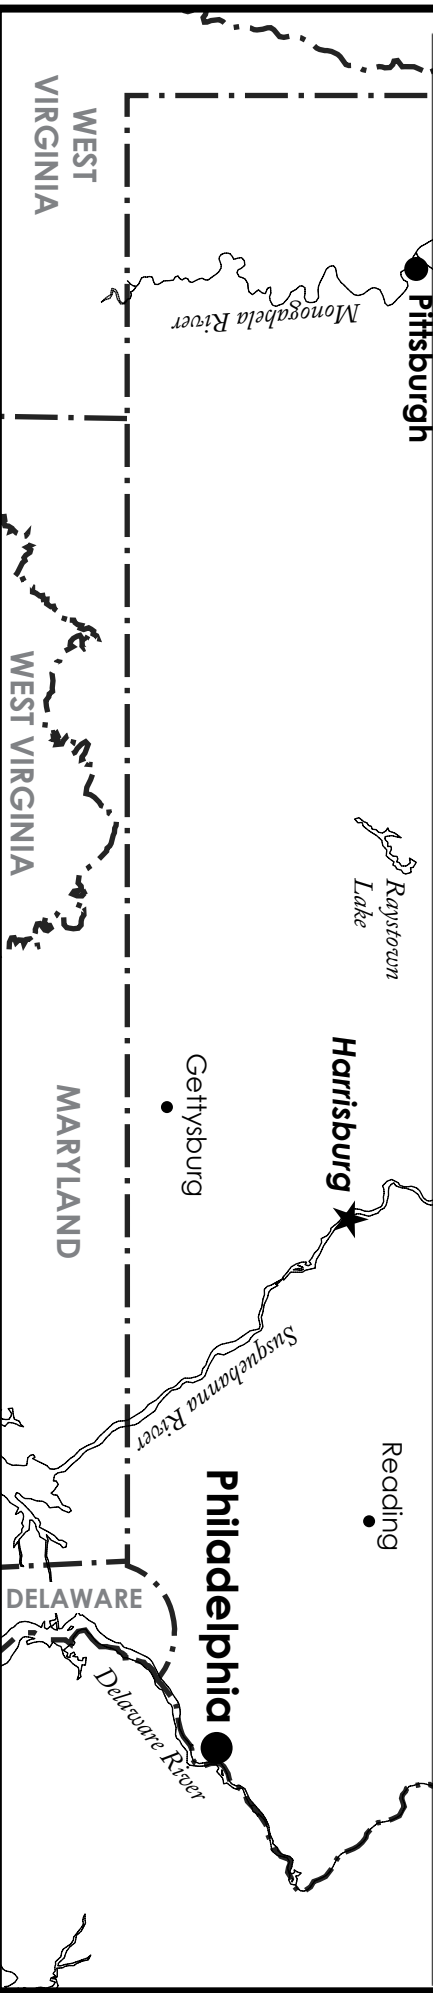 Pittsburgh
Monogahela River
WEST
VIRGINIA
Raystown
Lake
WEST VIRGINIA
Harrisburg
Gettysburg
MARYLAND
Susquehanna River
Reading
Philadelphia
DELAWARE
Delaware River